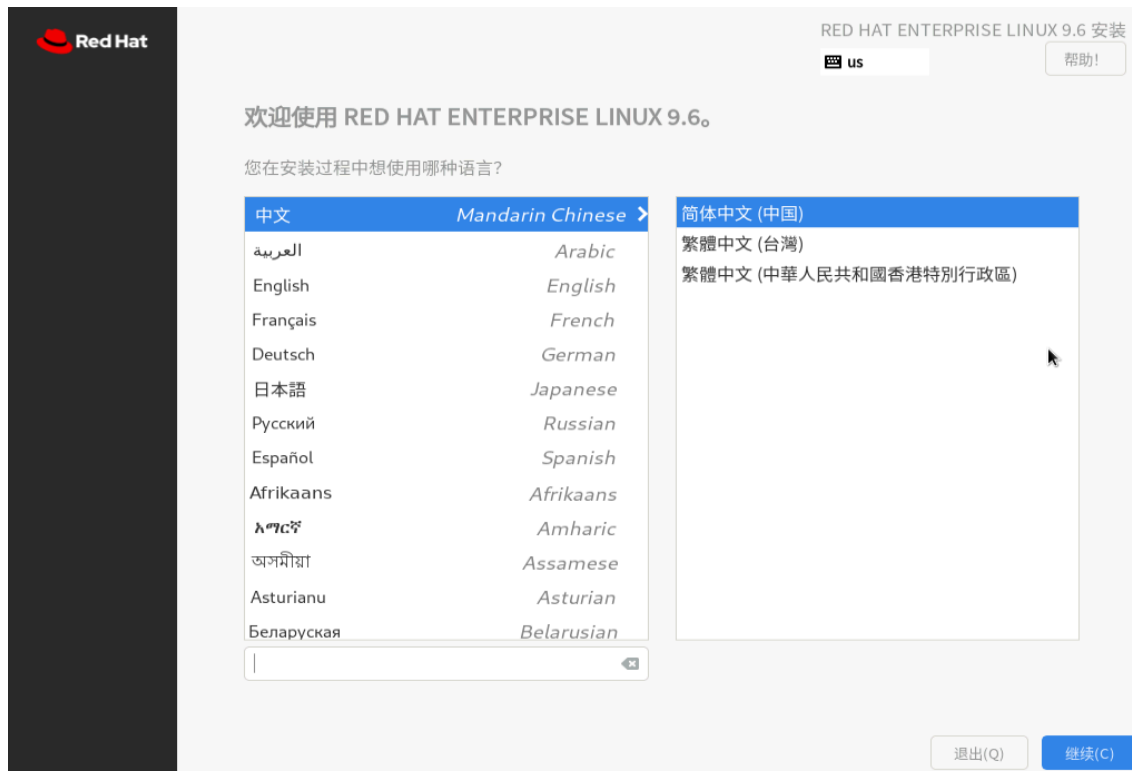 Red Hat
RED HAT ENTERPRISE LINUX 9.6 安装
us
帮助!
欢迎使用 RED HAT ENTERPRISE LINUX 9.6。
您在安装过程中想使用哪种语言?
中文 Mandarin Chinese
العربية Arabic
English English
Français French
Deutsch German
日本語 Japanese
Русский Russian
Español Spanish
Afrikaans Afrikaans
አማርኛ Amharic
অসমীয়া Assamese
Asturianu Asturian
Беларуская Belarusian
简体中文 (中国)
繁體中文 (台灣)
繁體中文 (中華人民共和國香港特別行政區)
退出(Q)
继续(C)